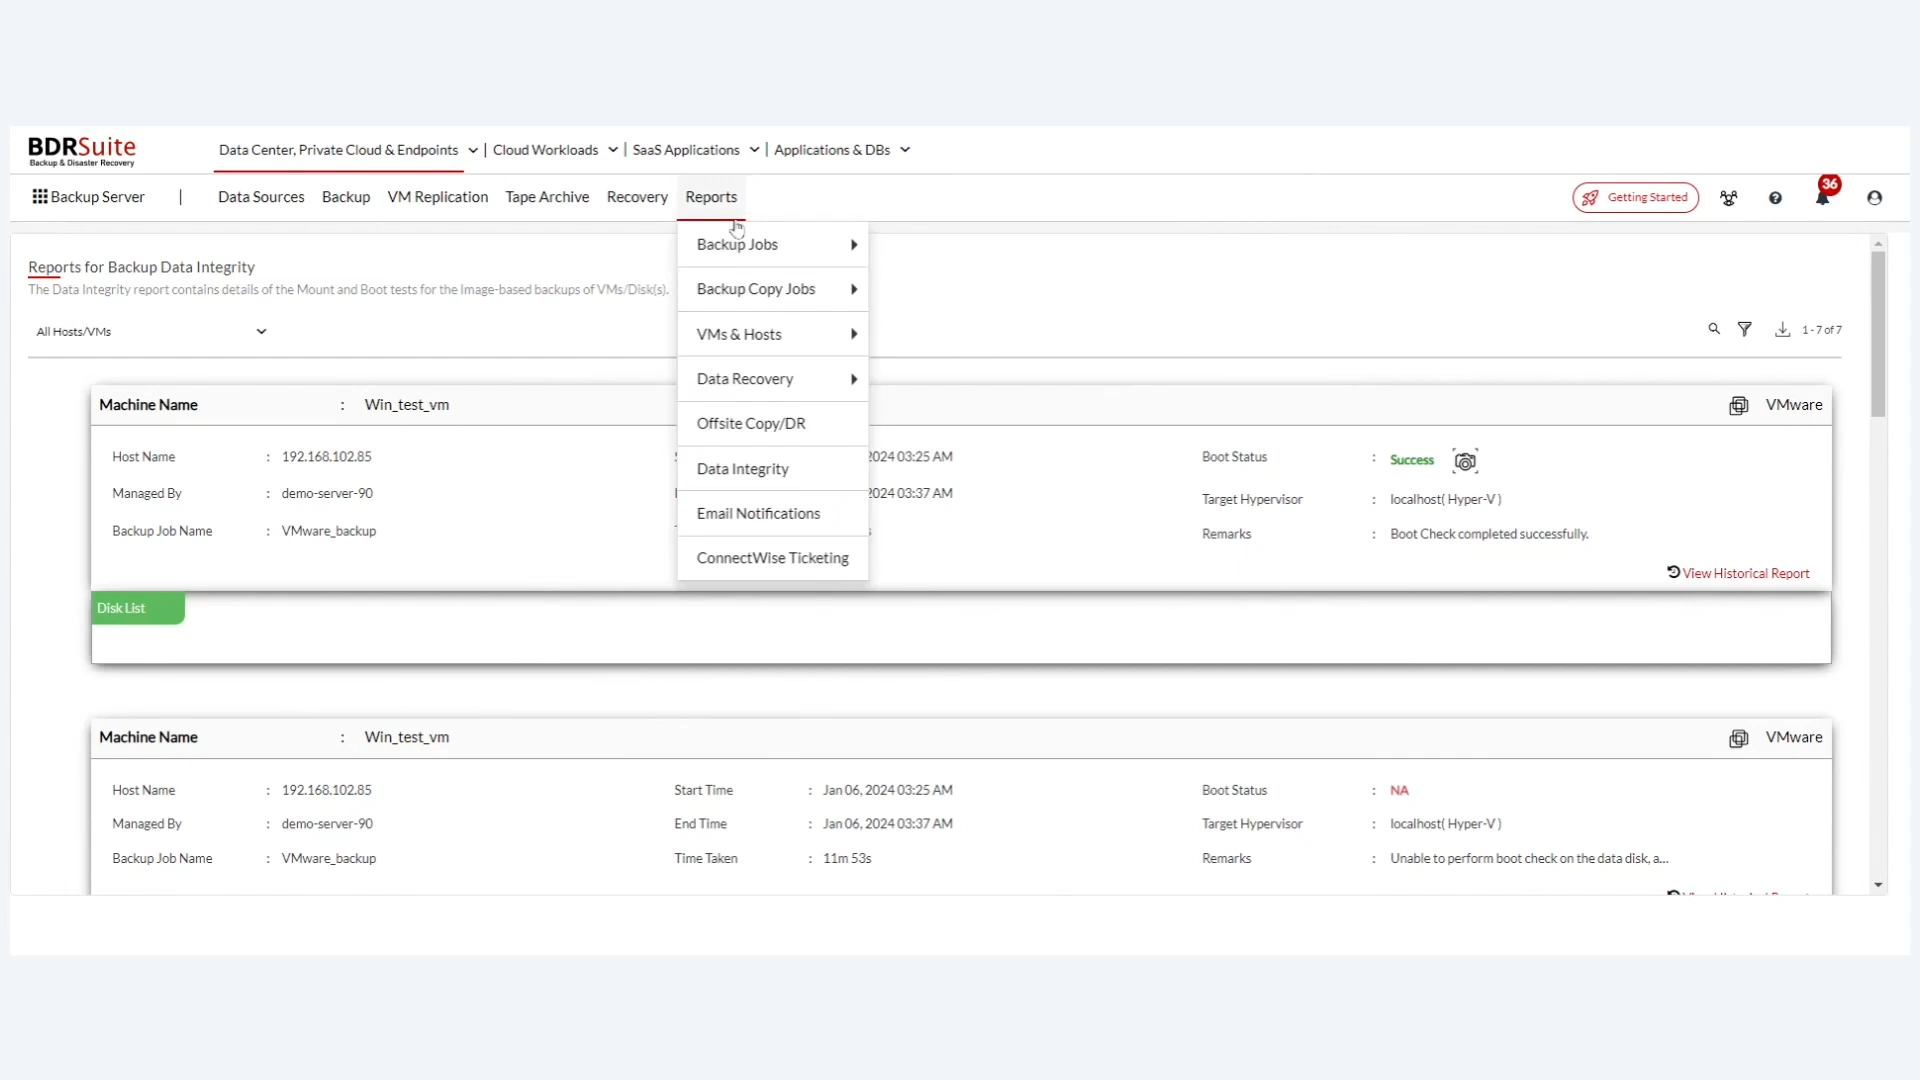 BDRSuite
Backup & Disaster Recovery
Data Center, Private Cloud & Endpoints | Cloud Workloads | SaaS Applications | Applications & DBs
Backup Server | Data Sources Backup VM Replication Tape Archive Recovery Reports
Getting Started
36
Backup Jobs
Backup Copy Jobs
VMs & Hosts
Data Recovery
Offsite Copy/DR
Data Integrity
Email Notifications
ConnectWise Ticketing
Reports for Backup Data Integrity
The Data Integrity report contains details of the Mount and Boot tests for the Image-based backups of VMs/Disk(s).
All Hosts/VMs
1 - 7 of 7
Machine Name : Win_test_vm VMware
Host Name : 192.168.102.85 2024 03:25 AM Boot Status : Success
Managed By : demo-server-90 2024 03:37 AM Target Hypervisor : localhost( Hyper-V )
Backup Job Name : VMware_backup Remarks : Boot Check completed successfully.
View Historical Report
Disk List
Machine Name : Win_test_vm VMware
Host Name : 192.168.102.85 Start Time : Jan 06, 2024 03:25 AM Boot Status : NA
Managed By : demo-server-90 End Time : Jan 06, 2024 03:37 AM Target Hypervisor : localhost( Hyper-V )
Backup Job Name : VMware_backup Time Taken : 11m 53s Remarks : Unable to perform boot check on the data disk, a...